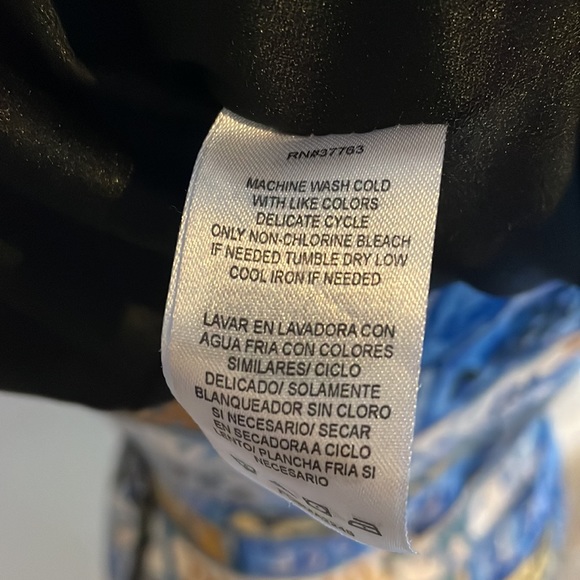 RN#37763
MACHINE WASH COLD
WITH LIKE COLORS
DELICATE CYCLE
ONLY NON-CHLORINE BLEACH
IF NEEDED TUMBLE DRY LOW
COOL IRON IF NEEDED
LAVAR EN LAVADORA CON
AGUA FRIA CON COLORES
SIMILARES/ CICLO
DELICADO/ SOLAMENTE
BLANQUEADOR SIN CLORO
SI NECESARIO/ SECAR
EN SECADORA A CICLO
LENTO/ PLANCHA FRIA SI
NECESARIO